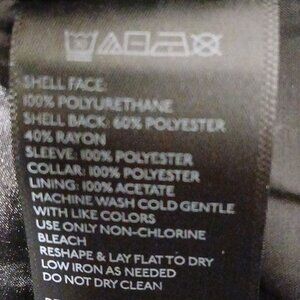 SHELL FACE:
100% POLYURETHANE
SHELL BACK: 60% POLYESTER
40% RAYON
SLEEVE: 100% POLYESTER
COLLAR: 100% POLYESTER
LINING: 100% ACETATE
MACHINE WASH COLD GENTLE
WITH LIKE COLORS
USE ONLY NON-CHLORINE
BLEACH
RESHAPE & LAY FLAT TO DRY
LOW IRON AS NEEDED
DO NOT DRY CLEAN